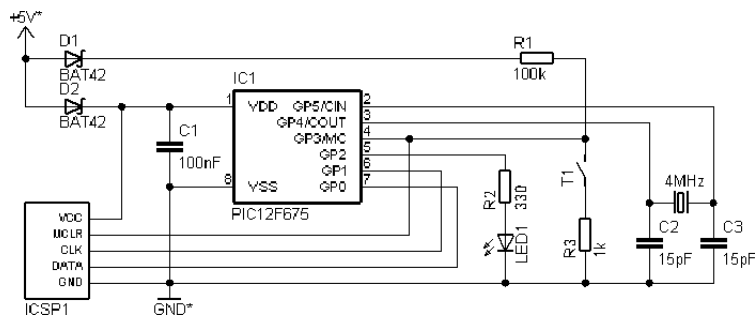 +5V*
D1
BAT42
D2
BAT42
R1
100k
IC1
1 VDD GP5/CIN 2
GP4/COUT 3
GP3/MC 4
GP2 5
GP1 6
8 VSS GP0 7
PIC12F675
C1
100nF
R2
330
LED1
T1
R3
1k
4MHz
C2
15pF
C3
15pF
VCC
MCLR
CLK
DATA
GND
ICSP1
GND*